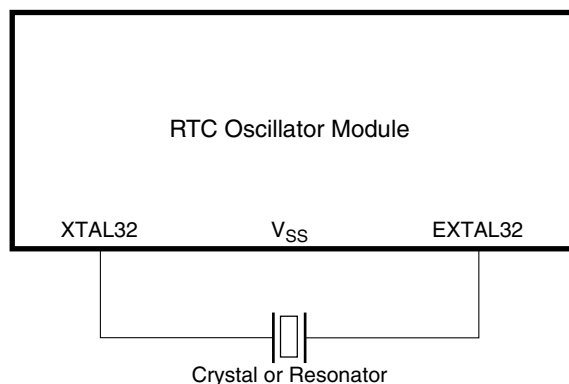 RTC Oscillator Module
XTAL32 VSS EXTAL32
Crystal or Resonator